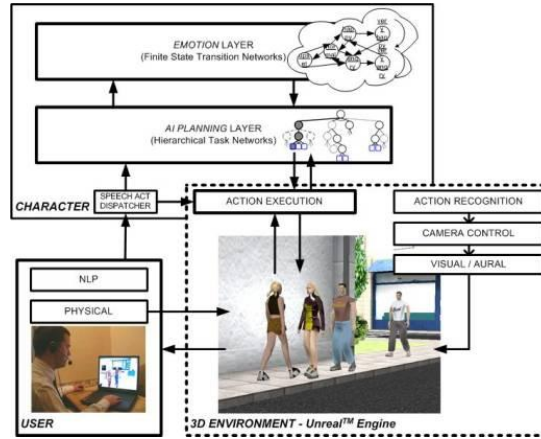 EMOTION LAYER
(Finite State Transition Networks)
AI PLANNING LAYER
(Hierarchical Task Networks)
CHARACTER
SPEECH ACT
DISPATCHER
ACTION EXECUTION
ACTION RECOGNITION
CAMERA CONTROL
VISUAL / AURAL
NLP
PHYSICAL
USER
3D ENVIRONMENT - Unreal™ Engine